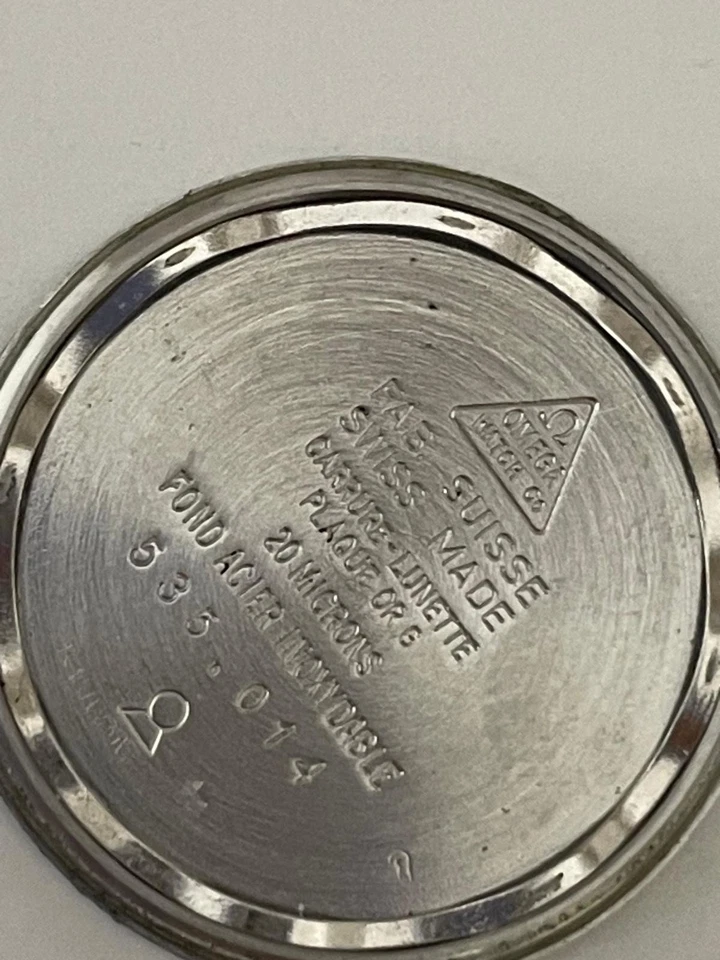 Ω
OMEGA
WATCH Co
FAB. SUISSE
SWISS MADE
CARRURE-LUNETTE
PLAQUE OR G
20 MICRONS
FOND ACIER INOXYDABLE
535.014